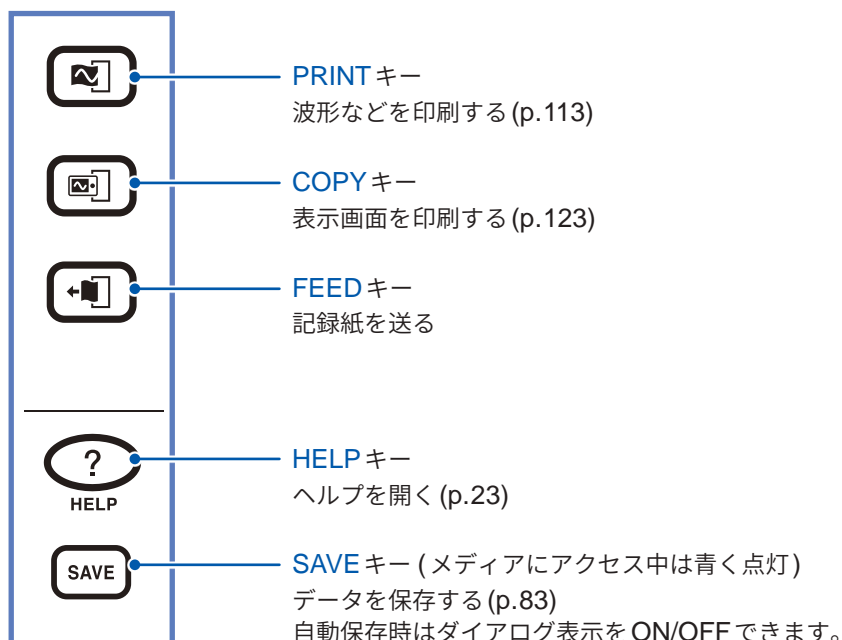 PRINTキー
波形などを印刷する(p.113)
COPYキー
表示画面を印刷する(p.123)
FEEDキー
記録紙を送る
?
HELP
HELPキー
ヘルプを開く(p.23)
SAVE
SAVEキー (メディアにアクセス中は青く点灯)
データを保存する(p.83)
自動保存時はダイアログ表示をON/OFFできます。